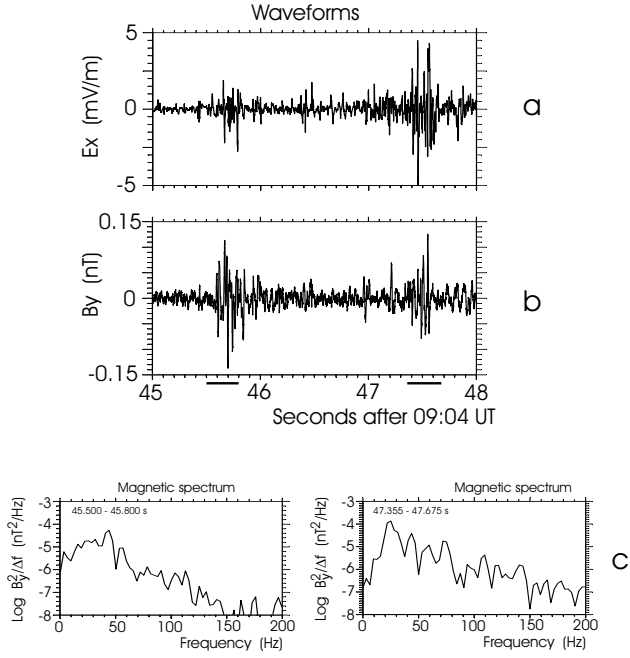 Waveforms
5
0
-5
Ex (mV/m)
a
0.15
0
-0.15
By (nT)
b
45 46 47 48
Seconds after 09:04 UT
Magnetic spectrum Magnetic spectrum
-3 -3
45.500 - 45.800 s 47.355 - 47.675 s
-4 -4
-5 -5
-6 -6
-7 -7
-8 -8
Log B²y/Δf (nT²/Hz) Log B²y/Δf (nT²/Hz)
c
0 50 100 150 200 0 50 100 150 200
Frequency (Hz) Frequency (Hz)